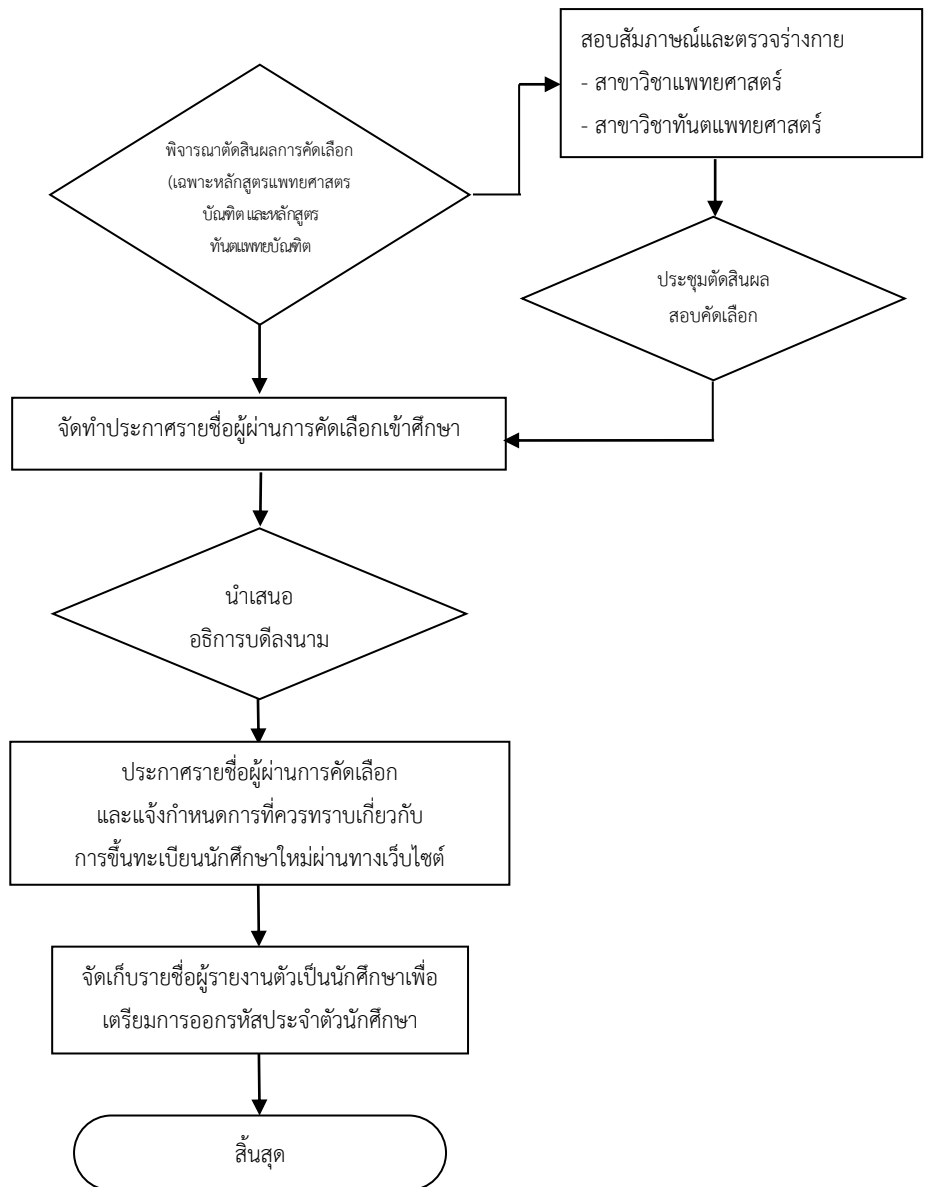 สอบสัมภาษณ์และตรวจร่างกาย
- สาขาวิชาแพทยศาสตร์
- สาขาวิชาทันตแพทยศาสตร์
พิจารณาตัดสินผลการคัดเลือก
(เฉพาะหลักสูตรแพทยศาสตร
บัณฑิต และหลักสูตร
ทันตแพทยบัณฑิต
ประชุมตัดสินผล
สอบคัดเลือก
จัดทำประกาศรายชื่อผู้ผ่านการคัดเลือกเข้าศึกษา
นำเสนอ
อธิการบดีลงนาม
ประกาศรายชื่อผู้ผ่านการคัดเลือก
และแจ้งกำหนดการที่ควรทราบเกี่ยวกับ
การขึ้นทะเบียนนักศึกษาใหม่ผ่านทางเว็บไซต์
จัดเก็บรายชื่อผู้รายงานตัวเป็นนักศึกษาเพื่อ
เตรียมการออกรหัสประจำตัวนักศึกษา
สิ้นสุด